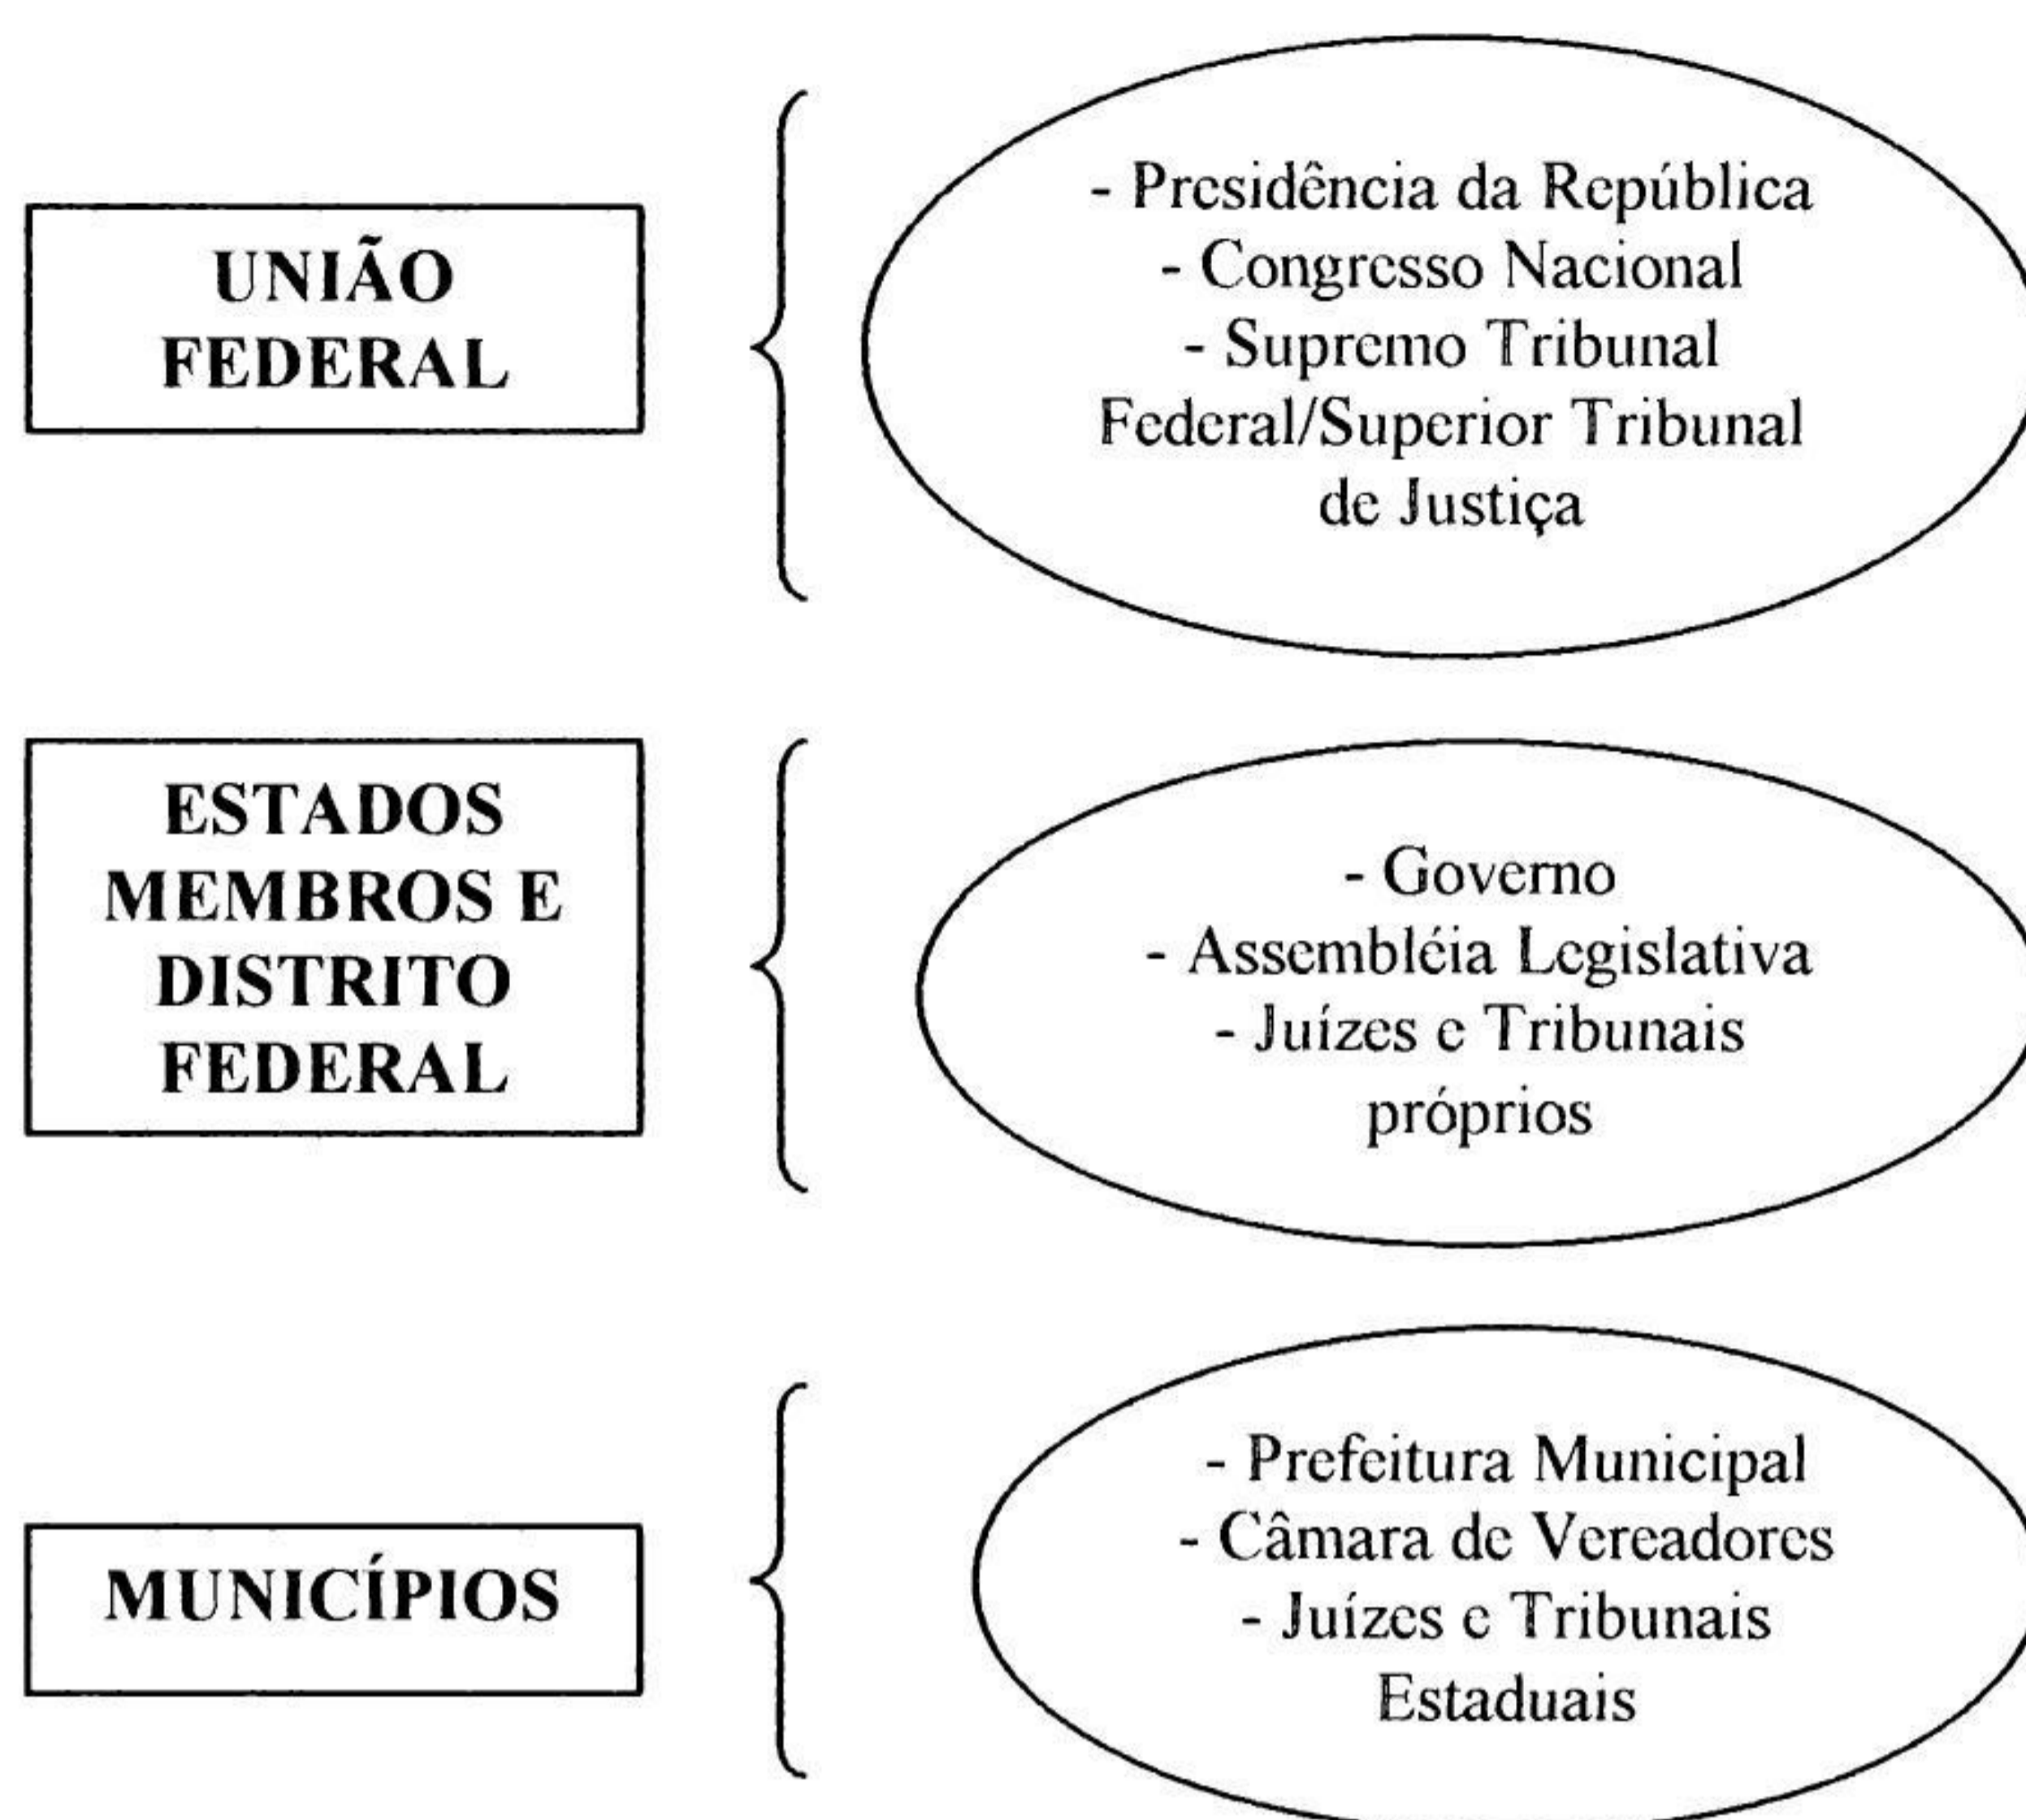 UNIÃO
FEDERAL
- Presidência da República
- Congresso Nacional
- Supremo Tribunal
Federal/Superior Tribunal
de Justiça
ESTADOS
MEMBROS E
DISTRITO
FEDERAL
- Governo
- Assembléia Legislativa
- Juízes e Tribunais
próprios
MUNICÍPIOS
- Prefeitura Municipal
- Câmara de Vereadores
- Juízes e Tribunais
Estaduais